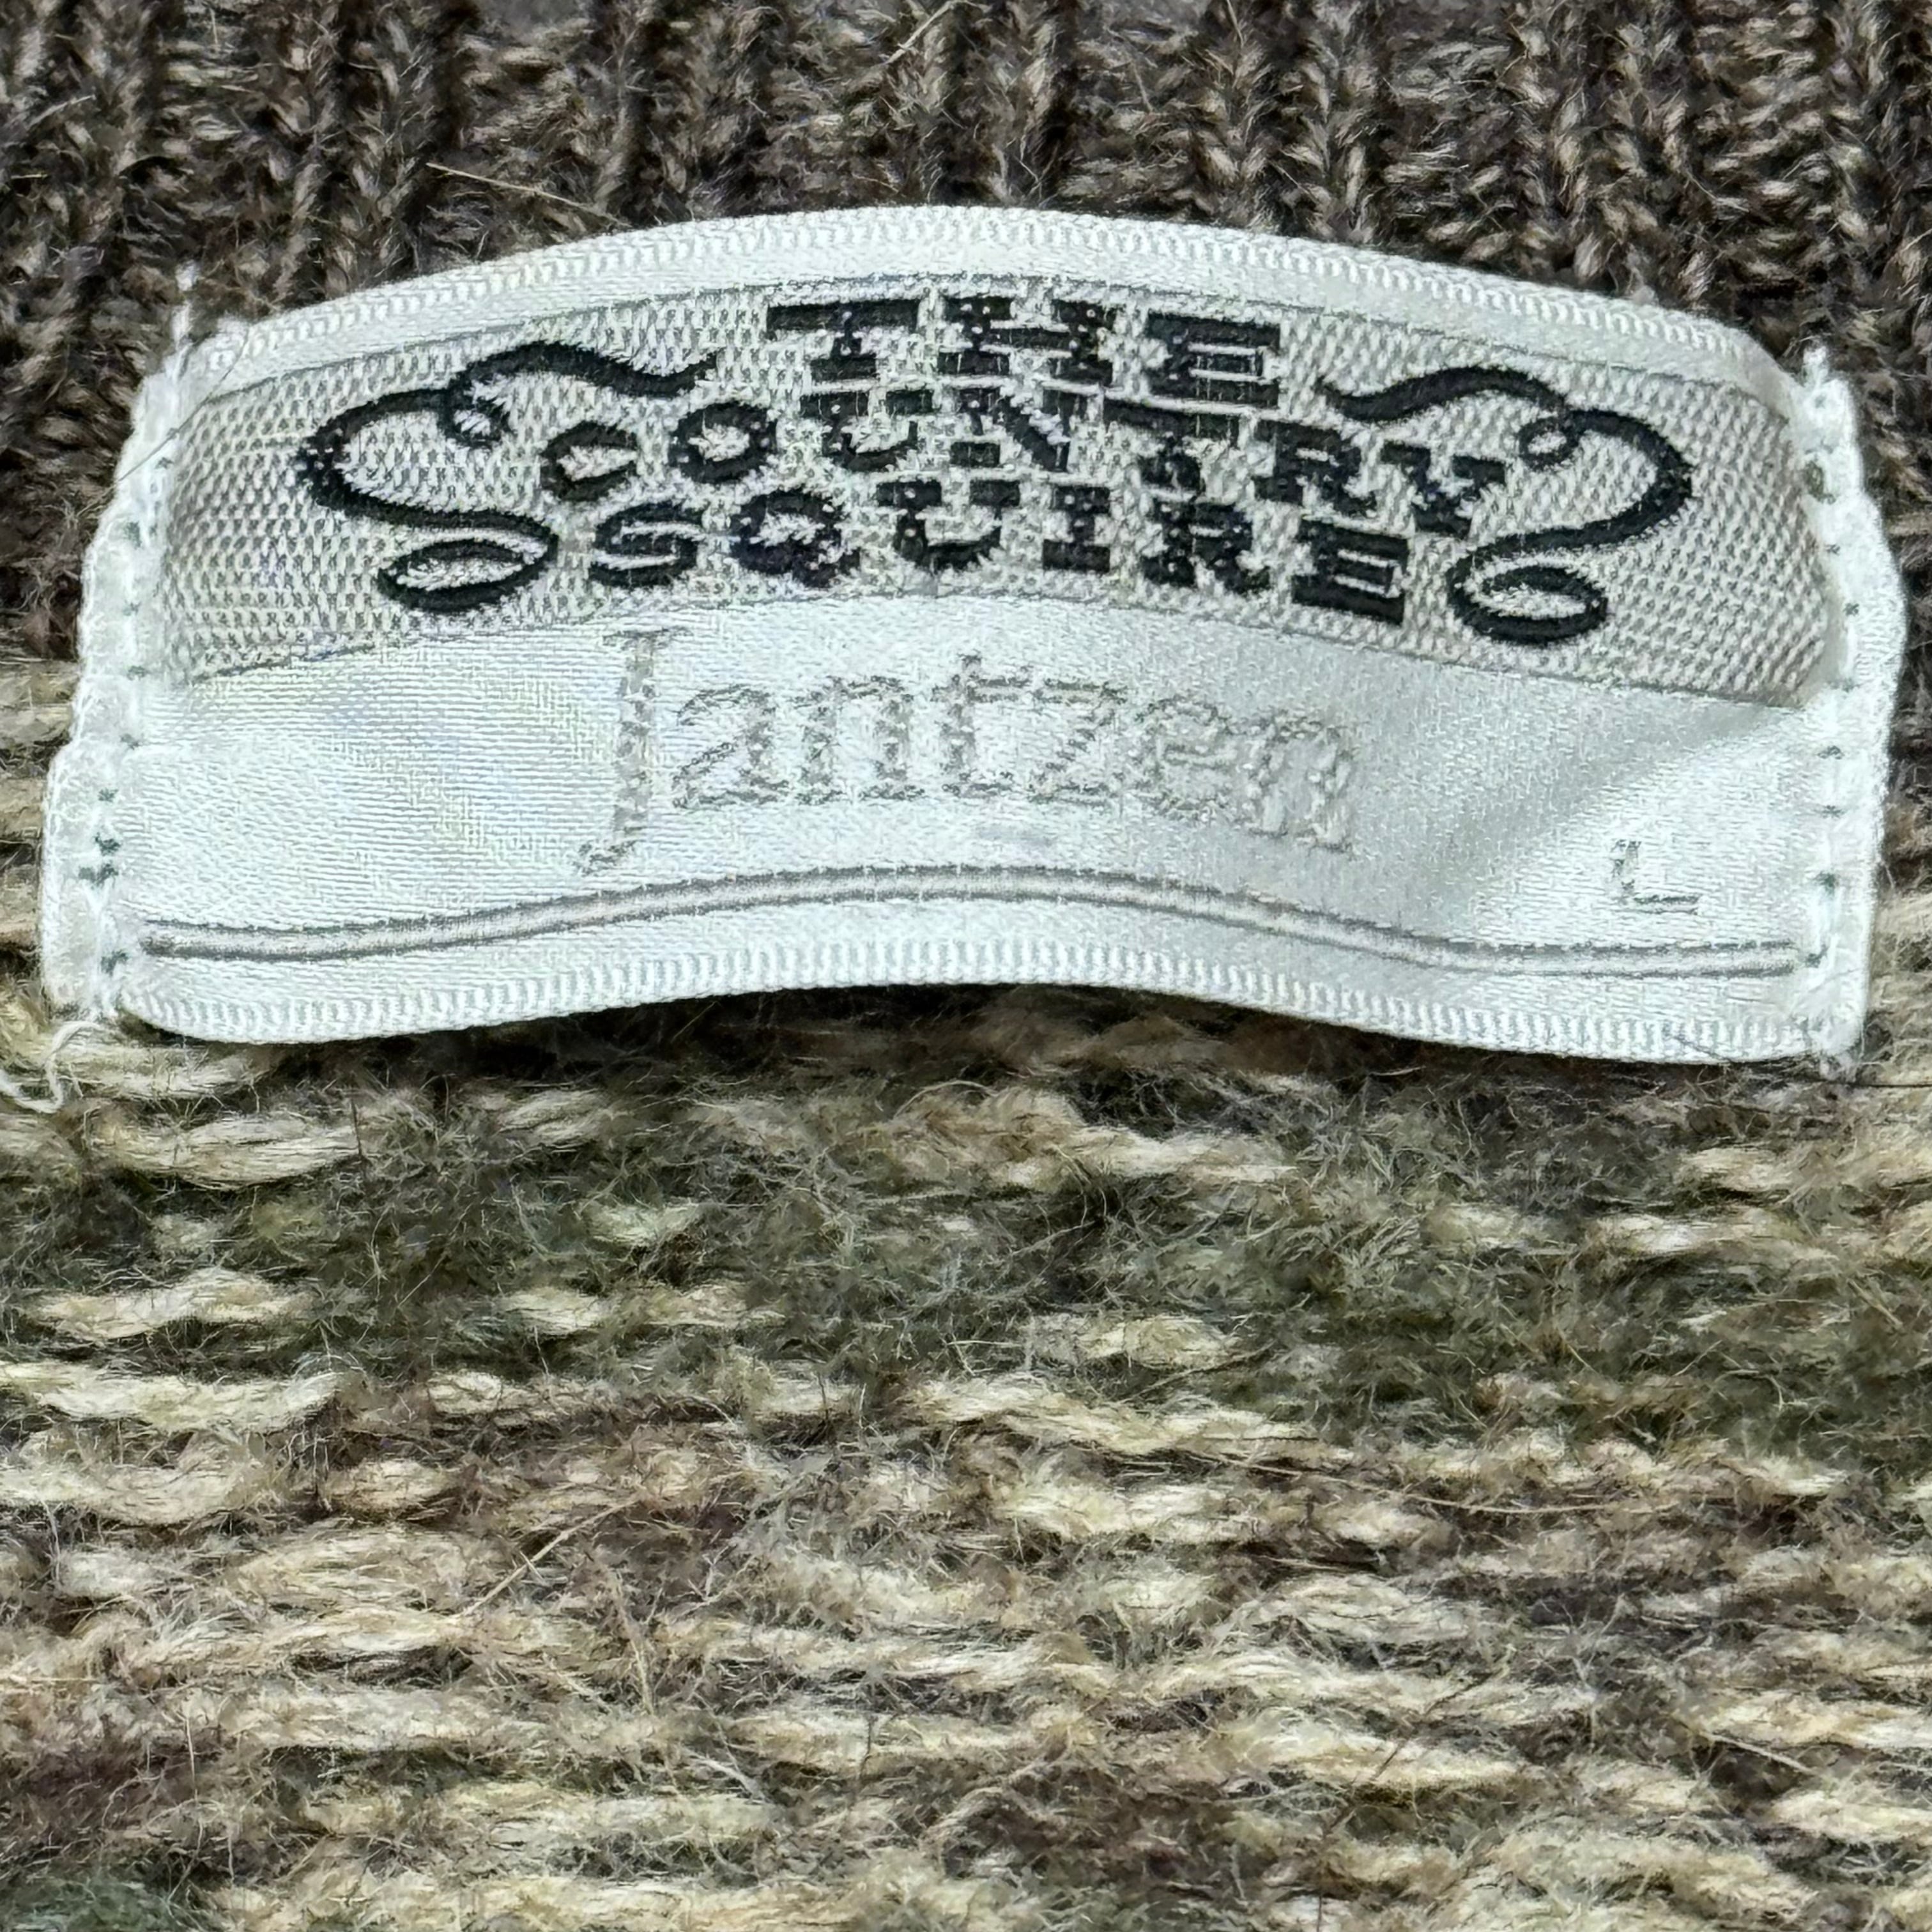 THE
COUNTRY
SQUIRE
Jantzen
L